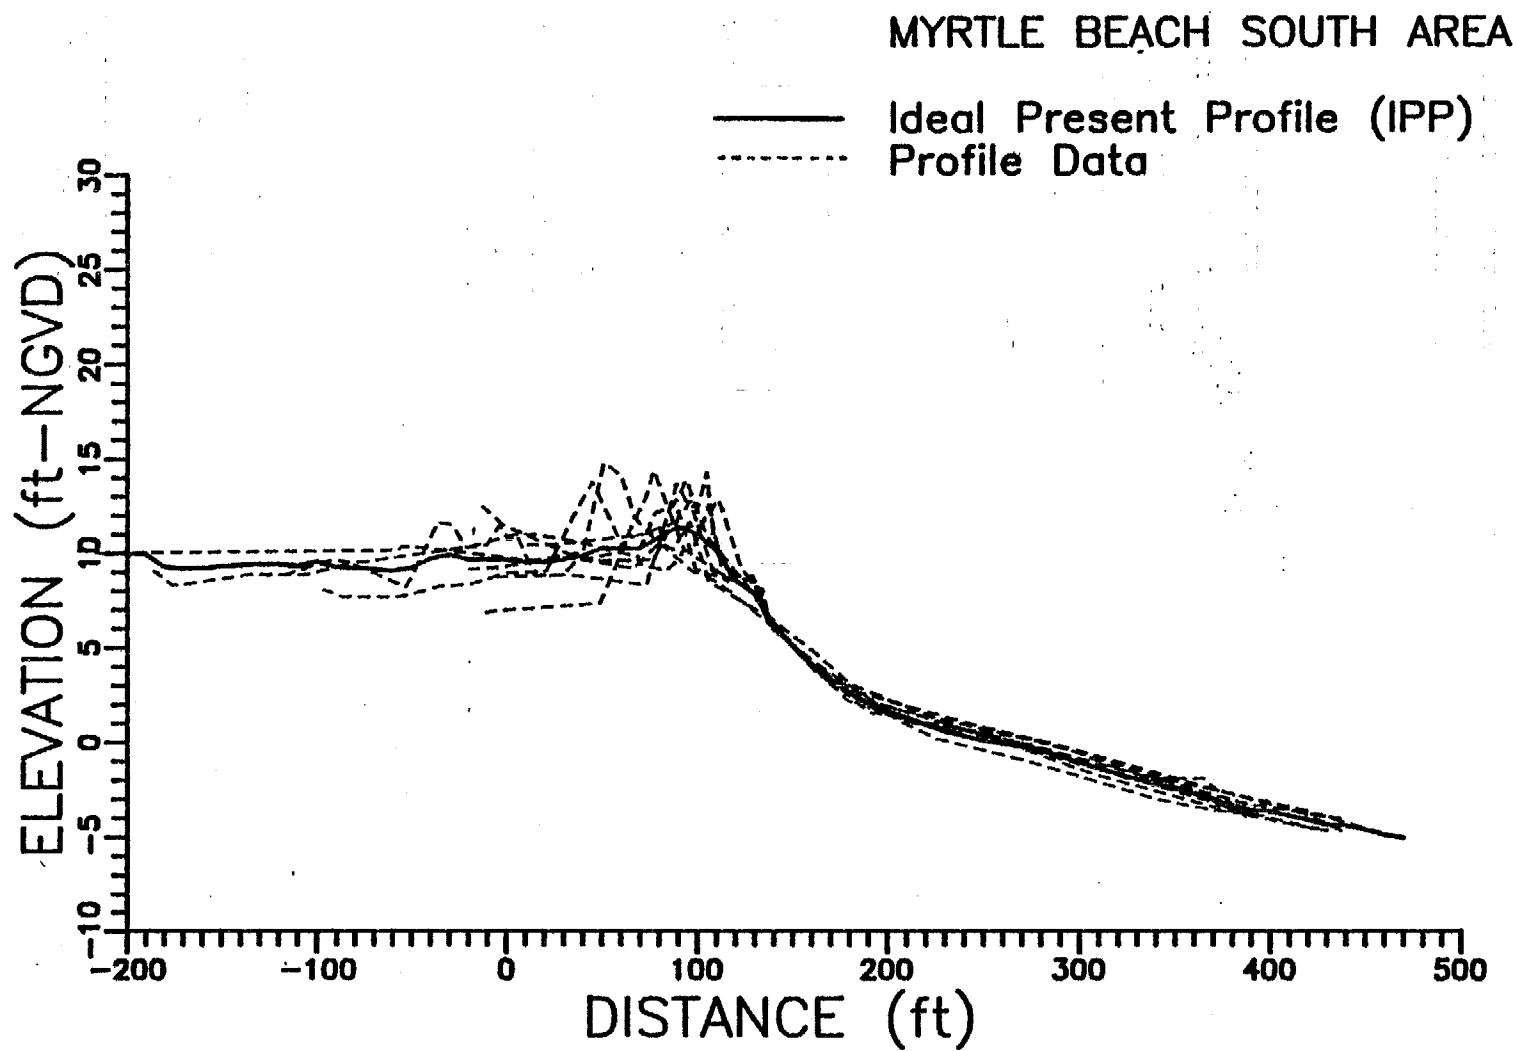 MYRTLE BEACH SOUTH AREA
Ideal Present Profile (IPP)
Profile Data
ELEVATION (ft-NGVD)
30
25
20
15
10
5
0
-5
-10
-200 -100 0 100 200 300 400 500
DISTANCE (ft)